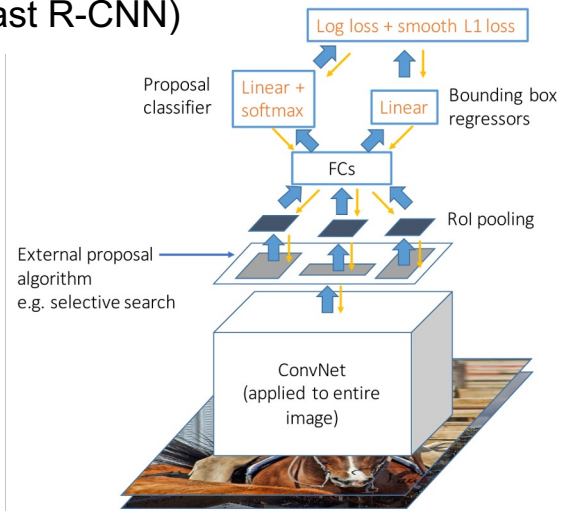 ast R-CNN)
Log loss + smooth L1 loss
Proposal
classifier
Linear +
softmax
Linear
Bounding box
regressors
FCs
RoI pooling
External proposal
algorithm
e.g. selective search
ConvNet
(applied to entire
image)